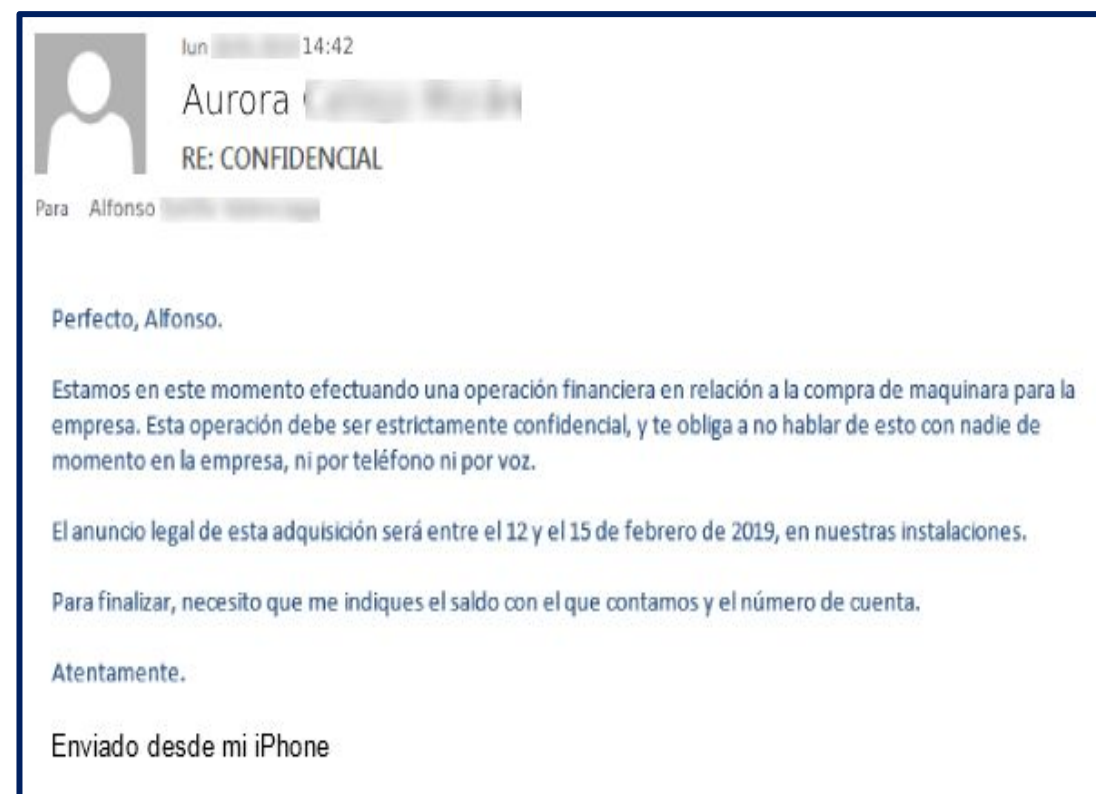 lun 14:42
Aurora
RE: CONFIDENCIAL
Para Alfonso
Perfecto, Alfonso.
Estamos en este momento efectuando una operación financiera en relación a la compra de maquinara para la
empresa. Esta operación debe ser estrictamente confidencial, y te obliga a no hablar de esto con nadie de
momento en la empresa, ni por teléfono ni por voz.
El anuncio legal de esta adquisición será entre el 12 y el 15 de febrero de 2019, en nuestras instalaciones.
Para finalizar, necesito que me indiques el saldo con el que contamos y el número de cuenta.
Atentamente.
Enviado desde mi iPhone